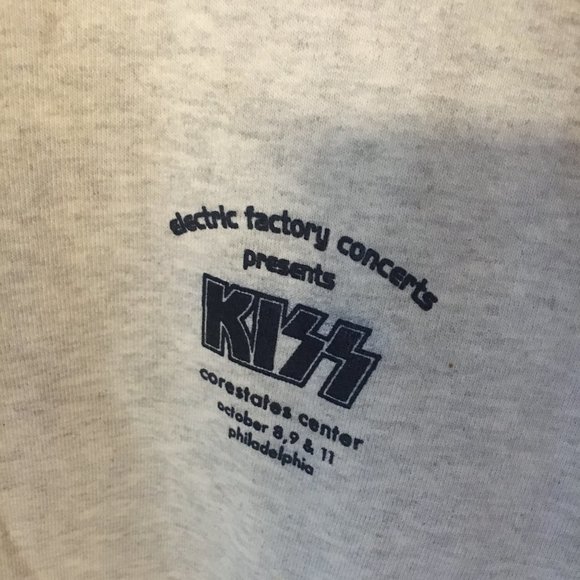 electric factory concerts
presents
KISS
corestates center
october 8,9 & 11
philadelphia